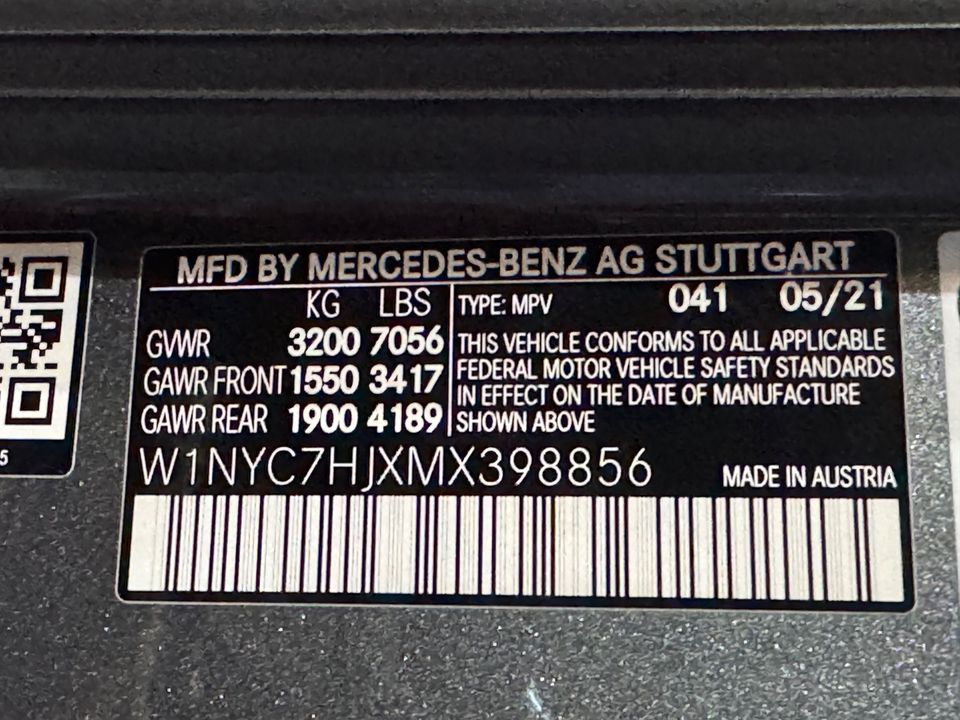 MFD BY MERCEDES-BENZ AG STUTTGART
KG LBS
GVWR 3200 7056
GAWR FRONT 1550 3417
GAWR REAR 1900 4189
TYPE: MPV 041 05/21
THIS VEHICLE CONFORMS TO ALL APPLICABLE
FEDERAL MOTOR VEHICLE SAFETY STANDARDS
IN EFFECT ON THE DATE OF MANUFACTURE
SHOWN ABOVE
W1NYC7HJXMX398856 MADE IN AUSTRIA
5